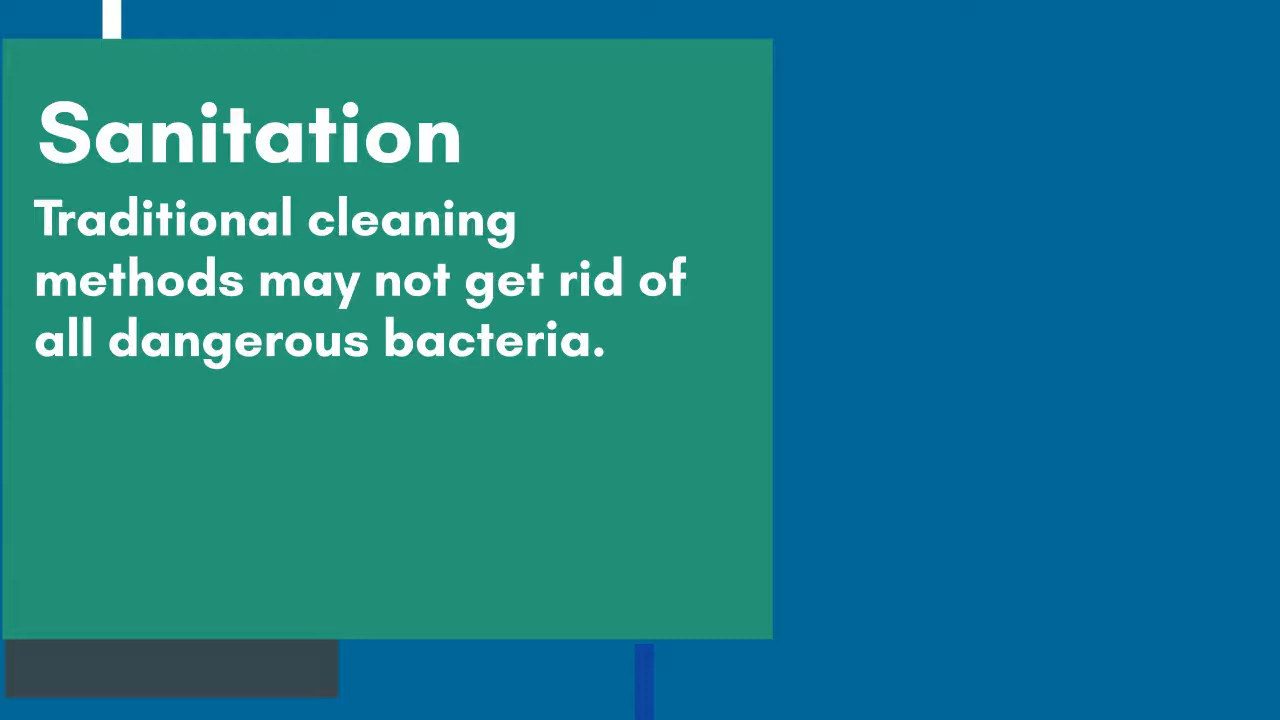 Sanitation
Traditional cleaning
methods may not get rid of
all dangerous bacteria.